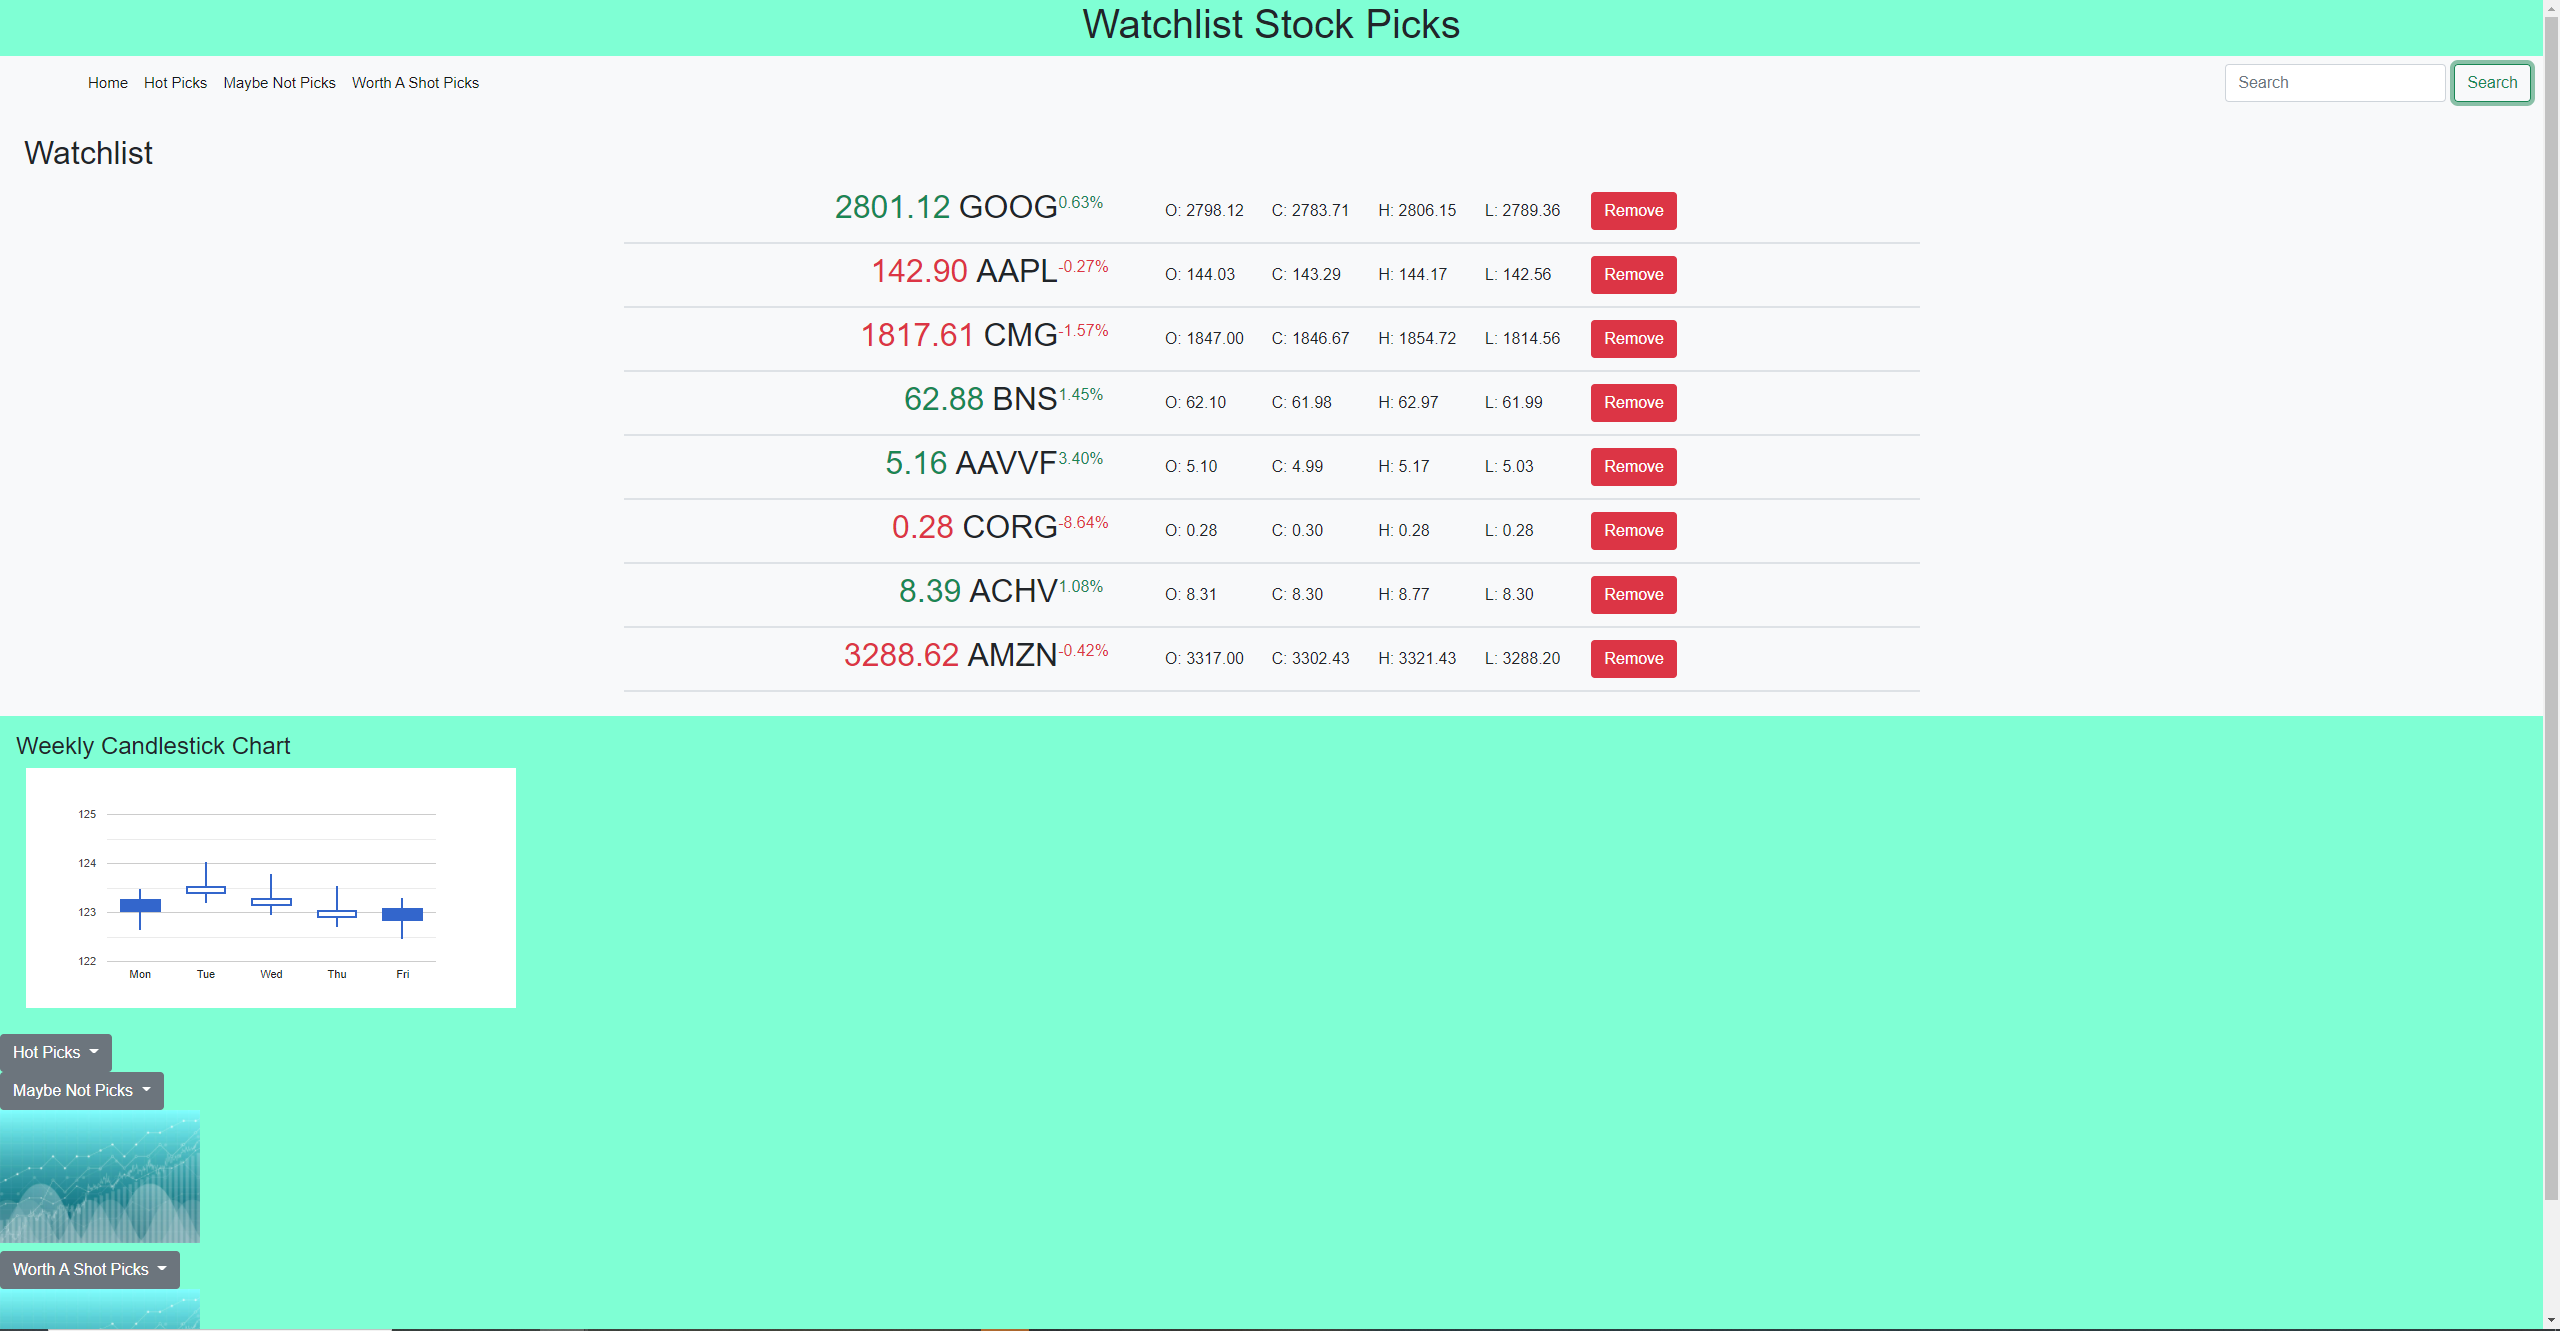 Watchlist Stock Picks
Home Hot Picks Maybe Not Picks Worth A Shot Picks Search Search
Watchlist
2801.12 GOOG 0.63% O: 2798.12 C: 2783.71 H: 2806.15 L: 2789.36 Remove
142.90 AAPL -0.27% O: 144.03 C: 143.29 H: 144.17 L: 142.56 Remove
1817.61 CMG -1.57% O: 1847.00 C: 1846.67 H: 1854.72 L: 1814.56 Remove
62.88 BNS 1.45% O: 62.10 C: 61.98 H: 62.97 L: 61.99 Remove
5.16 AAVVF 3.40% O: 5.10 C: 4.99 H: 5.17 L: 5.03 Remove
0.28 CORG -8.64% O: 0.28 C: 0.30 H: 0.28 L: 0.28 Remove
8.39 ACHV 1.08% O: 8.31 C: 8.30 H: 8.77 L: 8.30 Remove
3288.62 AMZN -0.42% O: 3317.00 C: 3302.43 H: 3321.43 L: 3288.20 Remove
Weekly Candlestick Chart
125
124
123
122
Mon Tue Wed Thu Fri
Hot Picks
Maybe Not Picks
Worth A Shot Picks